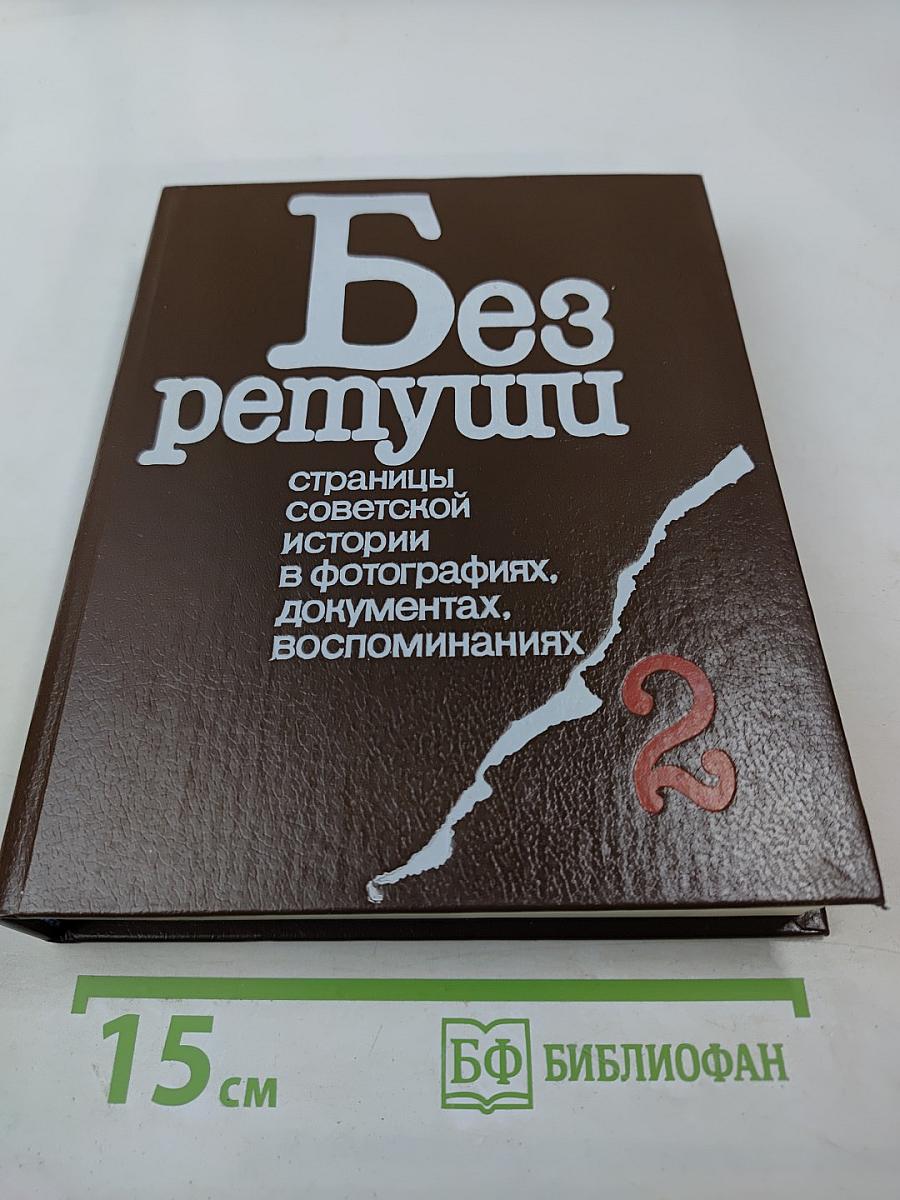 Без
ретуши
страницы
советской
истории
в фотографиях,
документах,
воспоминаниях
2
15 см
БФ БИБЛИОФАН